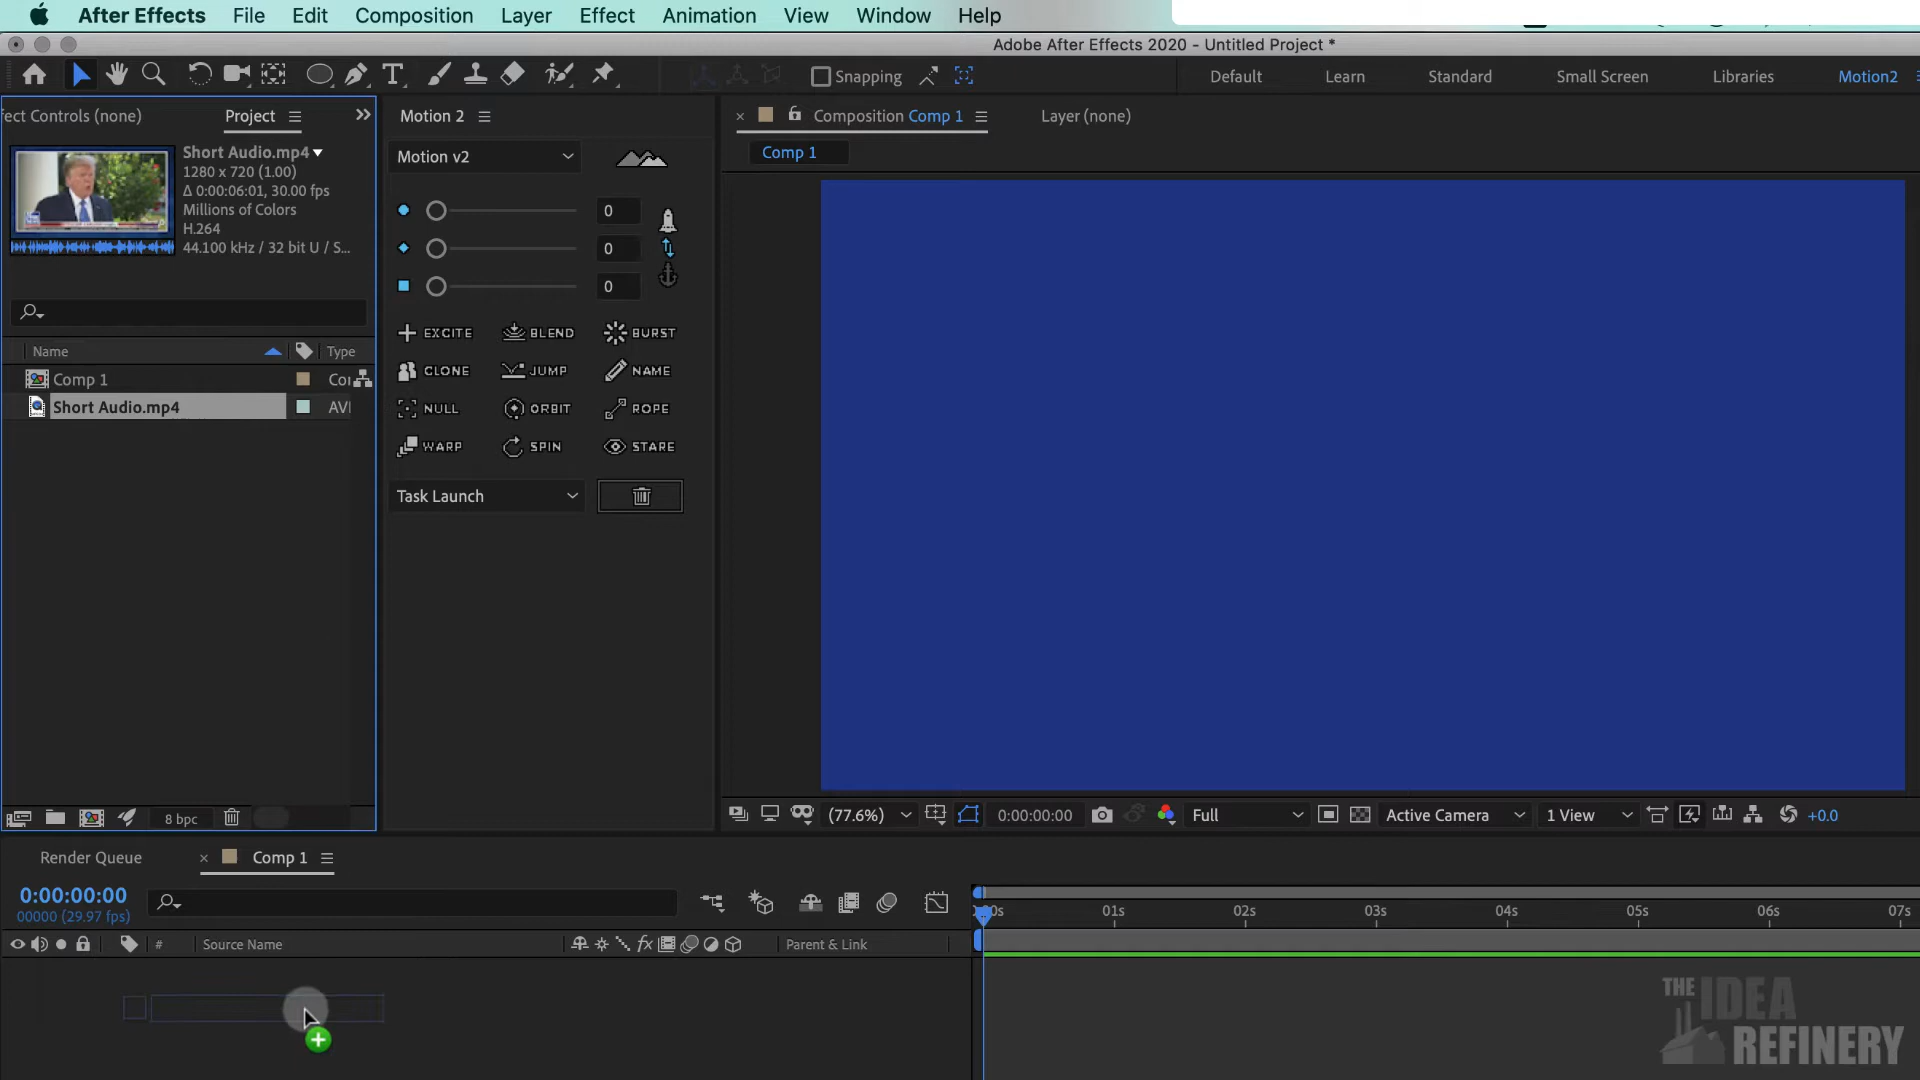 After Effects File Edit Composition Layer Effect Animation View Window Help
Adobe After Effects 2020 - Untitled Project *
Snapping
Default Learn Standard Small Screen Libraries Motion2
fect Controls (none) Project
Motion 2
Composition Comp 1
Layer (none)
Comp 1
Short Audio.mp4
1280 x 720 (1.00)
Δ 0:00:06:01, 30.00 fps
Millions of Colors
H.264
44.100 kHz / 32 bit U / S...
Motion v2
0
0
0
EXCITE BLEND BURST
CLONE JUMP NAME
NULL ORBIT ROPE
WARP SPIN STARE
Task Launch
Name Type
Comp 1 Co
Short Audio.mp4 AVI
8 bpc
(77.6%) 0:00:00:00 Full Active Camera 1 View +0.0
Render Queue Comp 1
0:00:00:00
00000 (29.97 fps)
# Source Name Parent & Link
0s 01s 02s 03s 04s 05s 06s 07s
THE IDEA
REFINERY